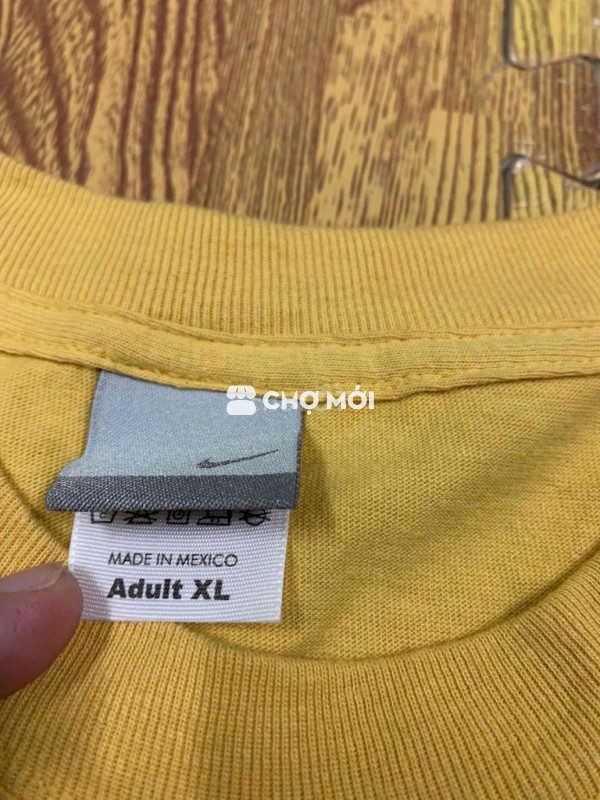 CHỢ MỚI
MADE IN MEXICO
Adult XL